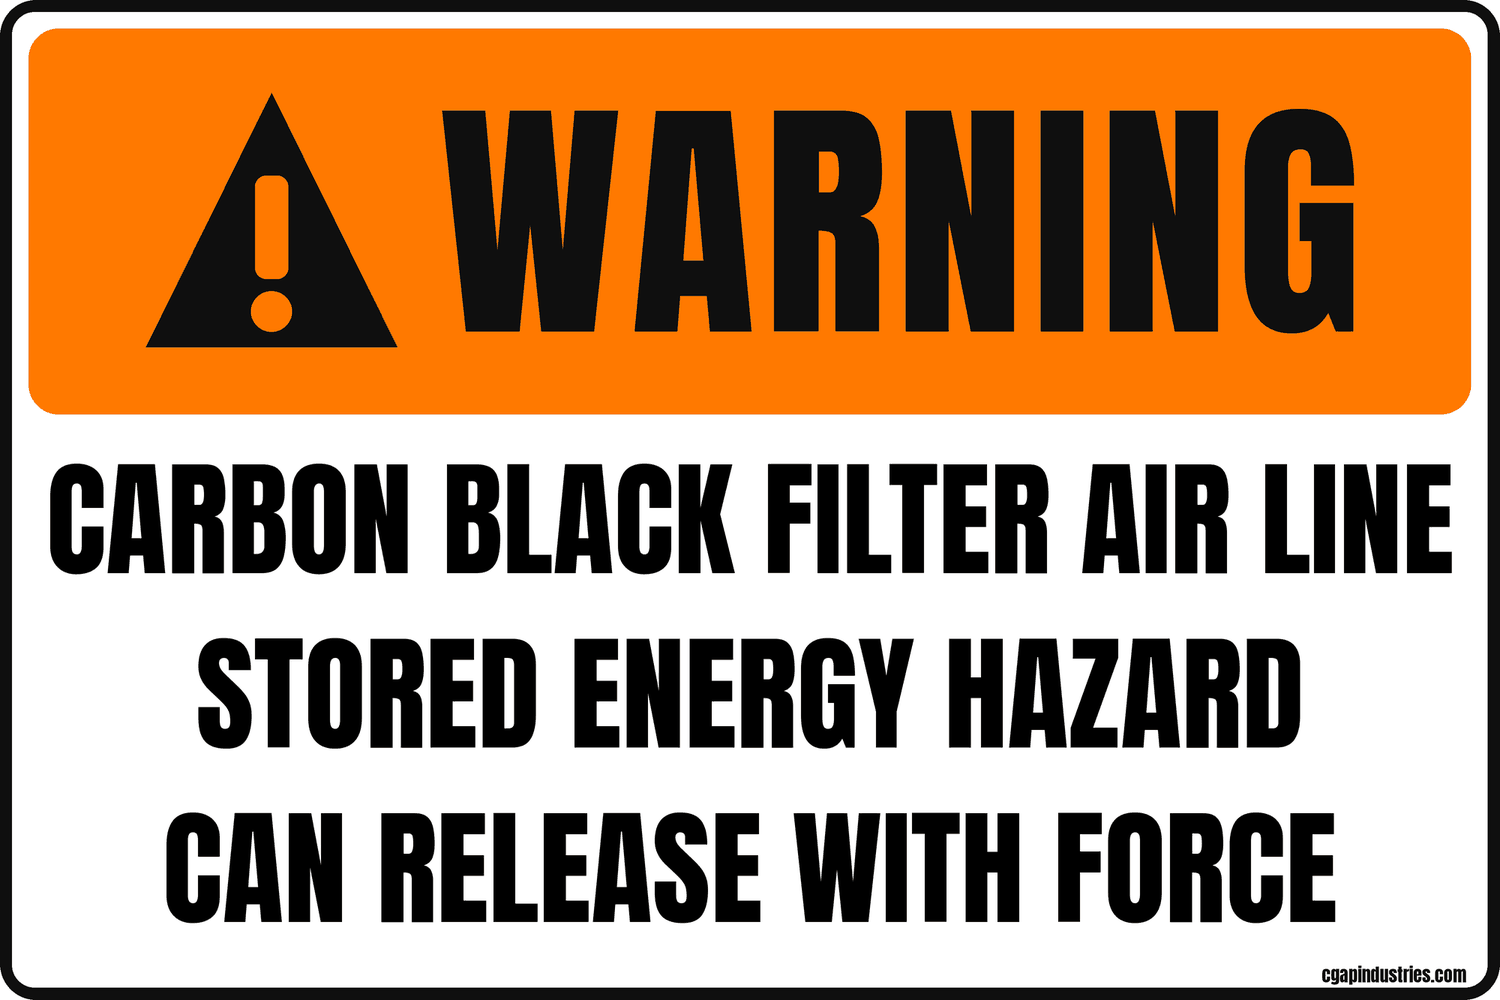 WARNING
CARBON BLACK FILTER AIR LINE
STORED ENERGY HAZARD
CAN RELEASE WITH FORCE
cgapindustries.com